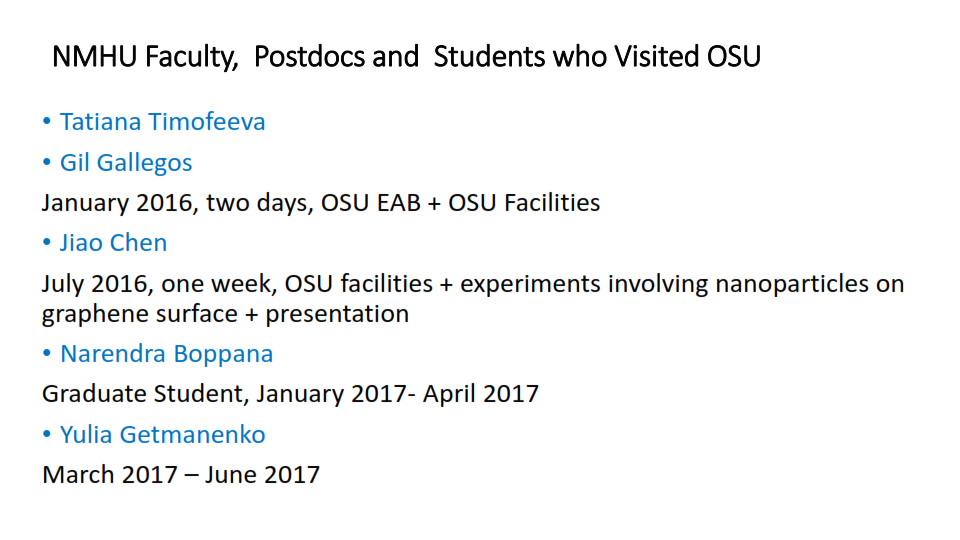 NMHU Faculty,  Postdocs and  Students who Visited OSU
• Tatiana Timofeeva
• Gil Gallegos
January 2016, two days, OSU EAB + OSU Facilities
• Jiao Chen
July 2016, one week, OSU facilities + experiments involving nanoparticles on
graphene surface + presentation
• Narendra Boppana
Graduate Student, January 2017- April 2017
• Yulia Getmanenko
March 2017 – June 2017